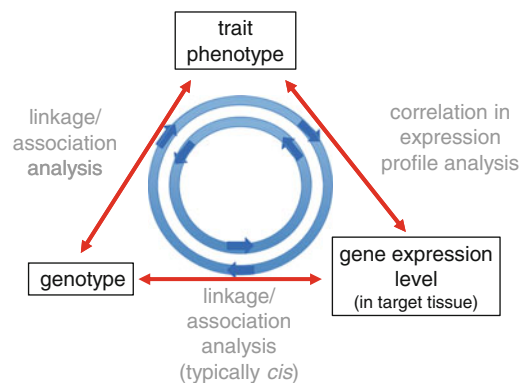 trait
phenotype
linkage/
association
analysis
correlation in
expression
profile analysis
genotype
gene expression
level
(in target tissue)
linkage/
association
analysis
(typically cis)